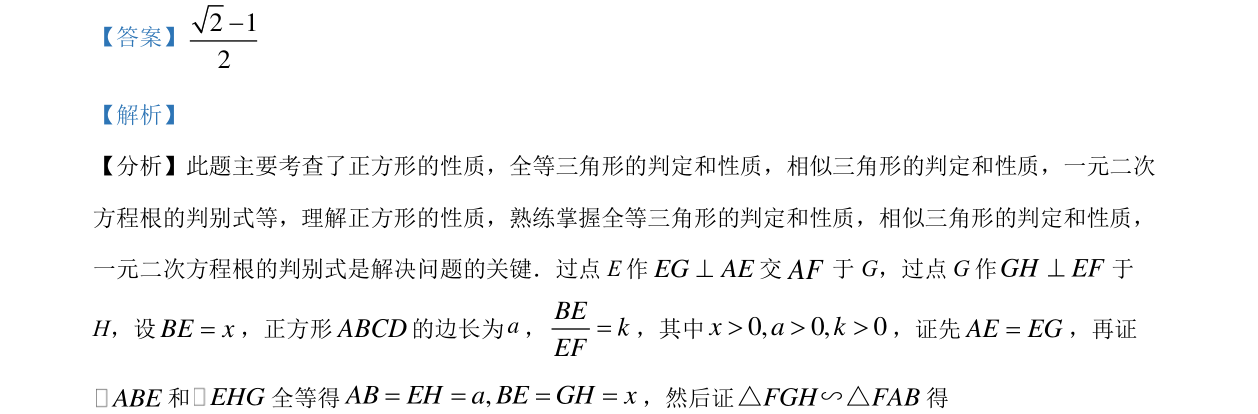 【答案】$\frac{\sqrt{2}-1}{2}$
【解析】
【分析】此题主要考查了正方形的性质，全等三角形的判定和性质，相似三角形的判定和性质，一元二次
方程根的判别式等，理解正方形的性质，熟练掌握全等三角形的判定和性质，相似三角形的判定和性质，
一元二次方程根的判别式是解决问题的关键．过点 E 作 EG ⊥ AE 交 AF 于 G，过点 G 作 GH ⊥ EF 于
H，设 BE = x，正方形 ABCD 的边长为 a，$\frac{BE}{EF}$ = k，其中 x > 0, a > 0, k > 0，证先 AE = EG，再证
□ABE 和 □EHG 全等得 AB = EH = a, BE = GH = x，然后证 △FGH∽△FAB 得